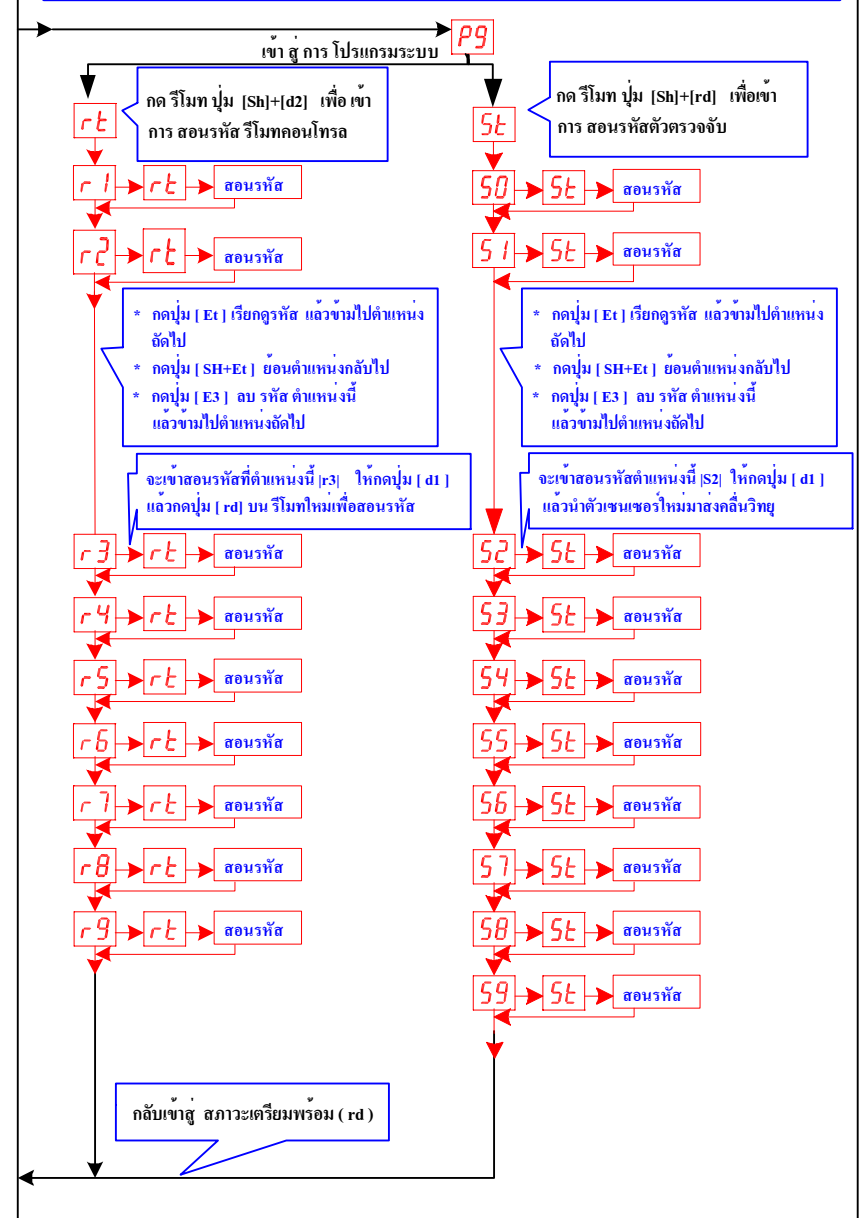 Pg
เข้า สู่ การ โปรแกรมระบบ
กด รีโมท ปุ่ม [Sh]+[d2] เพื่อ เข้า
การ สอนรหัส รีโมทคอนโทรล
rt
r1 rt สอนรหัส
r2 rt สอนรหัส
* กดปุ่ม [ Et ] เรียกดูรหัส แล้วข้ามไปตำแหน่ง
ถัดไป
* กดปุ่ม [ SH+Et ] ย้อนตำแหน่งกลับไป
* กดปุ่ม [ E3 ] ลบ รหัส ตำแหน่งนี้
แล้วข้ามไปตำแหน่งถัดไป
จะเข้าสอนรหัสที่ตำแหน่งนี้ |r3| ให้กดปุ่ม [ d1 ]
แล้วกดปุ่ม [ rd] บน รีโมทใหม่เพื่อสอนรหัส
r3 rt สอนรหัส
r4 rt สอนรหัส
r5 rt สอนรหัส
r6 rt สอนรหัส
r7 rt สอนรหัส
r8 rt สอนรหัส
r9 rt สอนรหัส
กด รีโมท ปุ่ม [Sh]+[rd] เพื่อเข้า
การ สอนรหัสตัวตรวจจับ
St
S0 St สอนรหัส
S1 St สอนรหัส
* กดปุ่ม [ Et ] เรียกดูรหัส แล้วข้ามไปตำแหน่ง
ถัดไป
* กดปุ่ม [ SH+Et ] ย้อนตำแหน่งกลับไป
* กดปุ่ม [ E3 ] ลบ รหัส ตำแหน่งนี้
แล้วข้ามไปตำแหน่งถัดไป
จะเข้าสอนรหัสตำแหน่งนี้ |S2| ให้กดปุ่ม [ d1 ]
แล้วนำตัวเซนเซอร์ใหม่มาส่งคลื่นวิทยุ
S2 St สอนรหัส
S3 St สอนรหัส
S4 St สอนรหัส
S5 St สอนรหัส
S6 St สอนรหัส
S7 St สอนรหัส
S8 St สอนรหัส
S9 St สอนรหัส
กลับเข้าสู่ สภาวะเตรียมพร้อม ( rd )